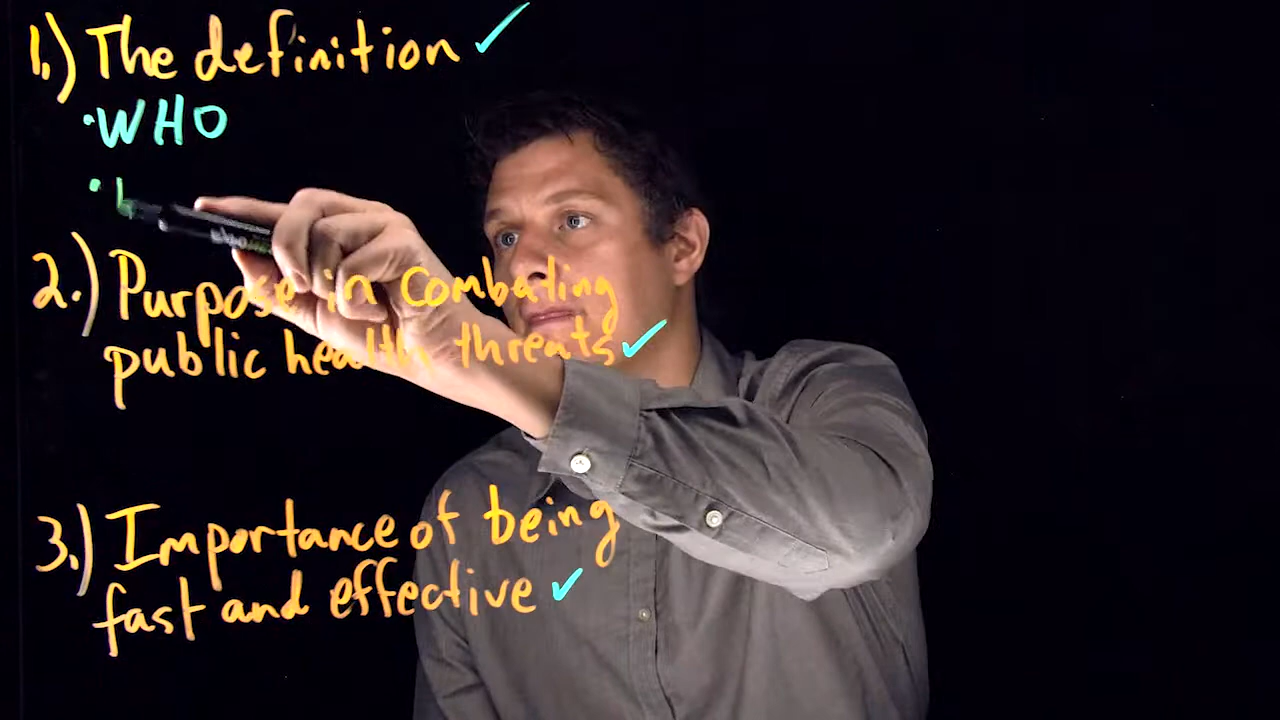 1.) The definition ✓
• WHO
•
2.) Purpose in combating
public health threats ✓
3.) Importance of being
fast and effective ✓